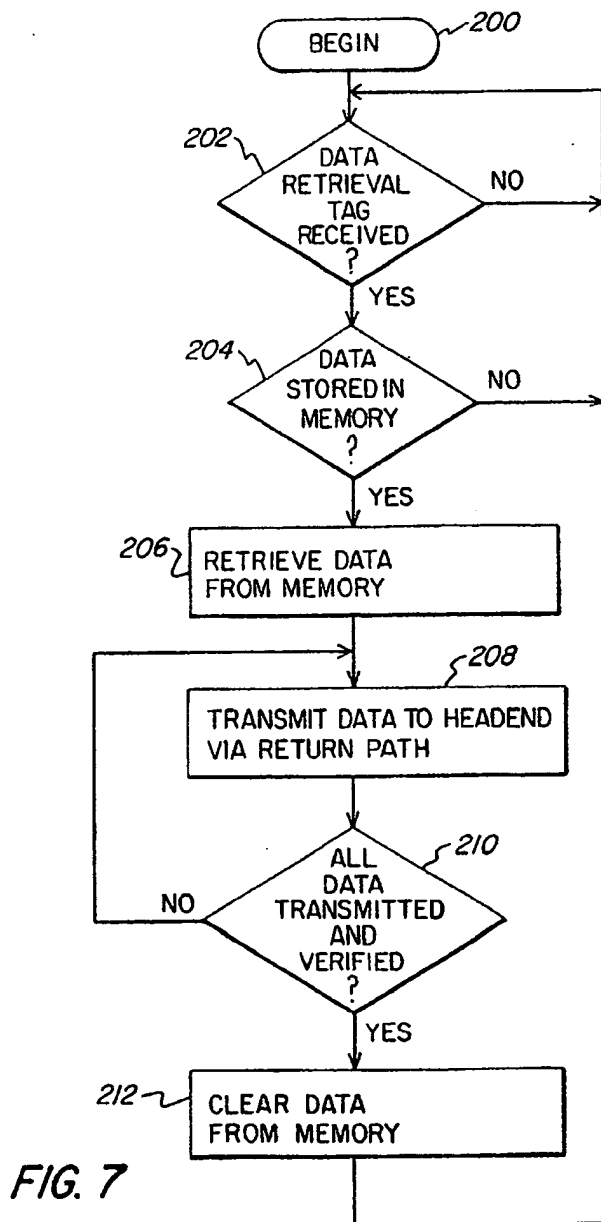 BEGIN
200
202
DATA
RETRIEVAL
TAG
RECEIVED
?
NO
YES
204
DATA
STORED IN
MEMORY
?
NO
YES
206
RETRIEVE DATA
FROM MEMORY
208
TRANSMIT DATA TO HEADEND
VIA RETURN PATH
210
ALL
DATA
TRANSMITTED
AND
VERIFIED
?
NO
YES
212
CLEAR DATA
FROM MEMORY
FIG. 7